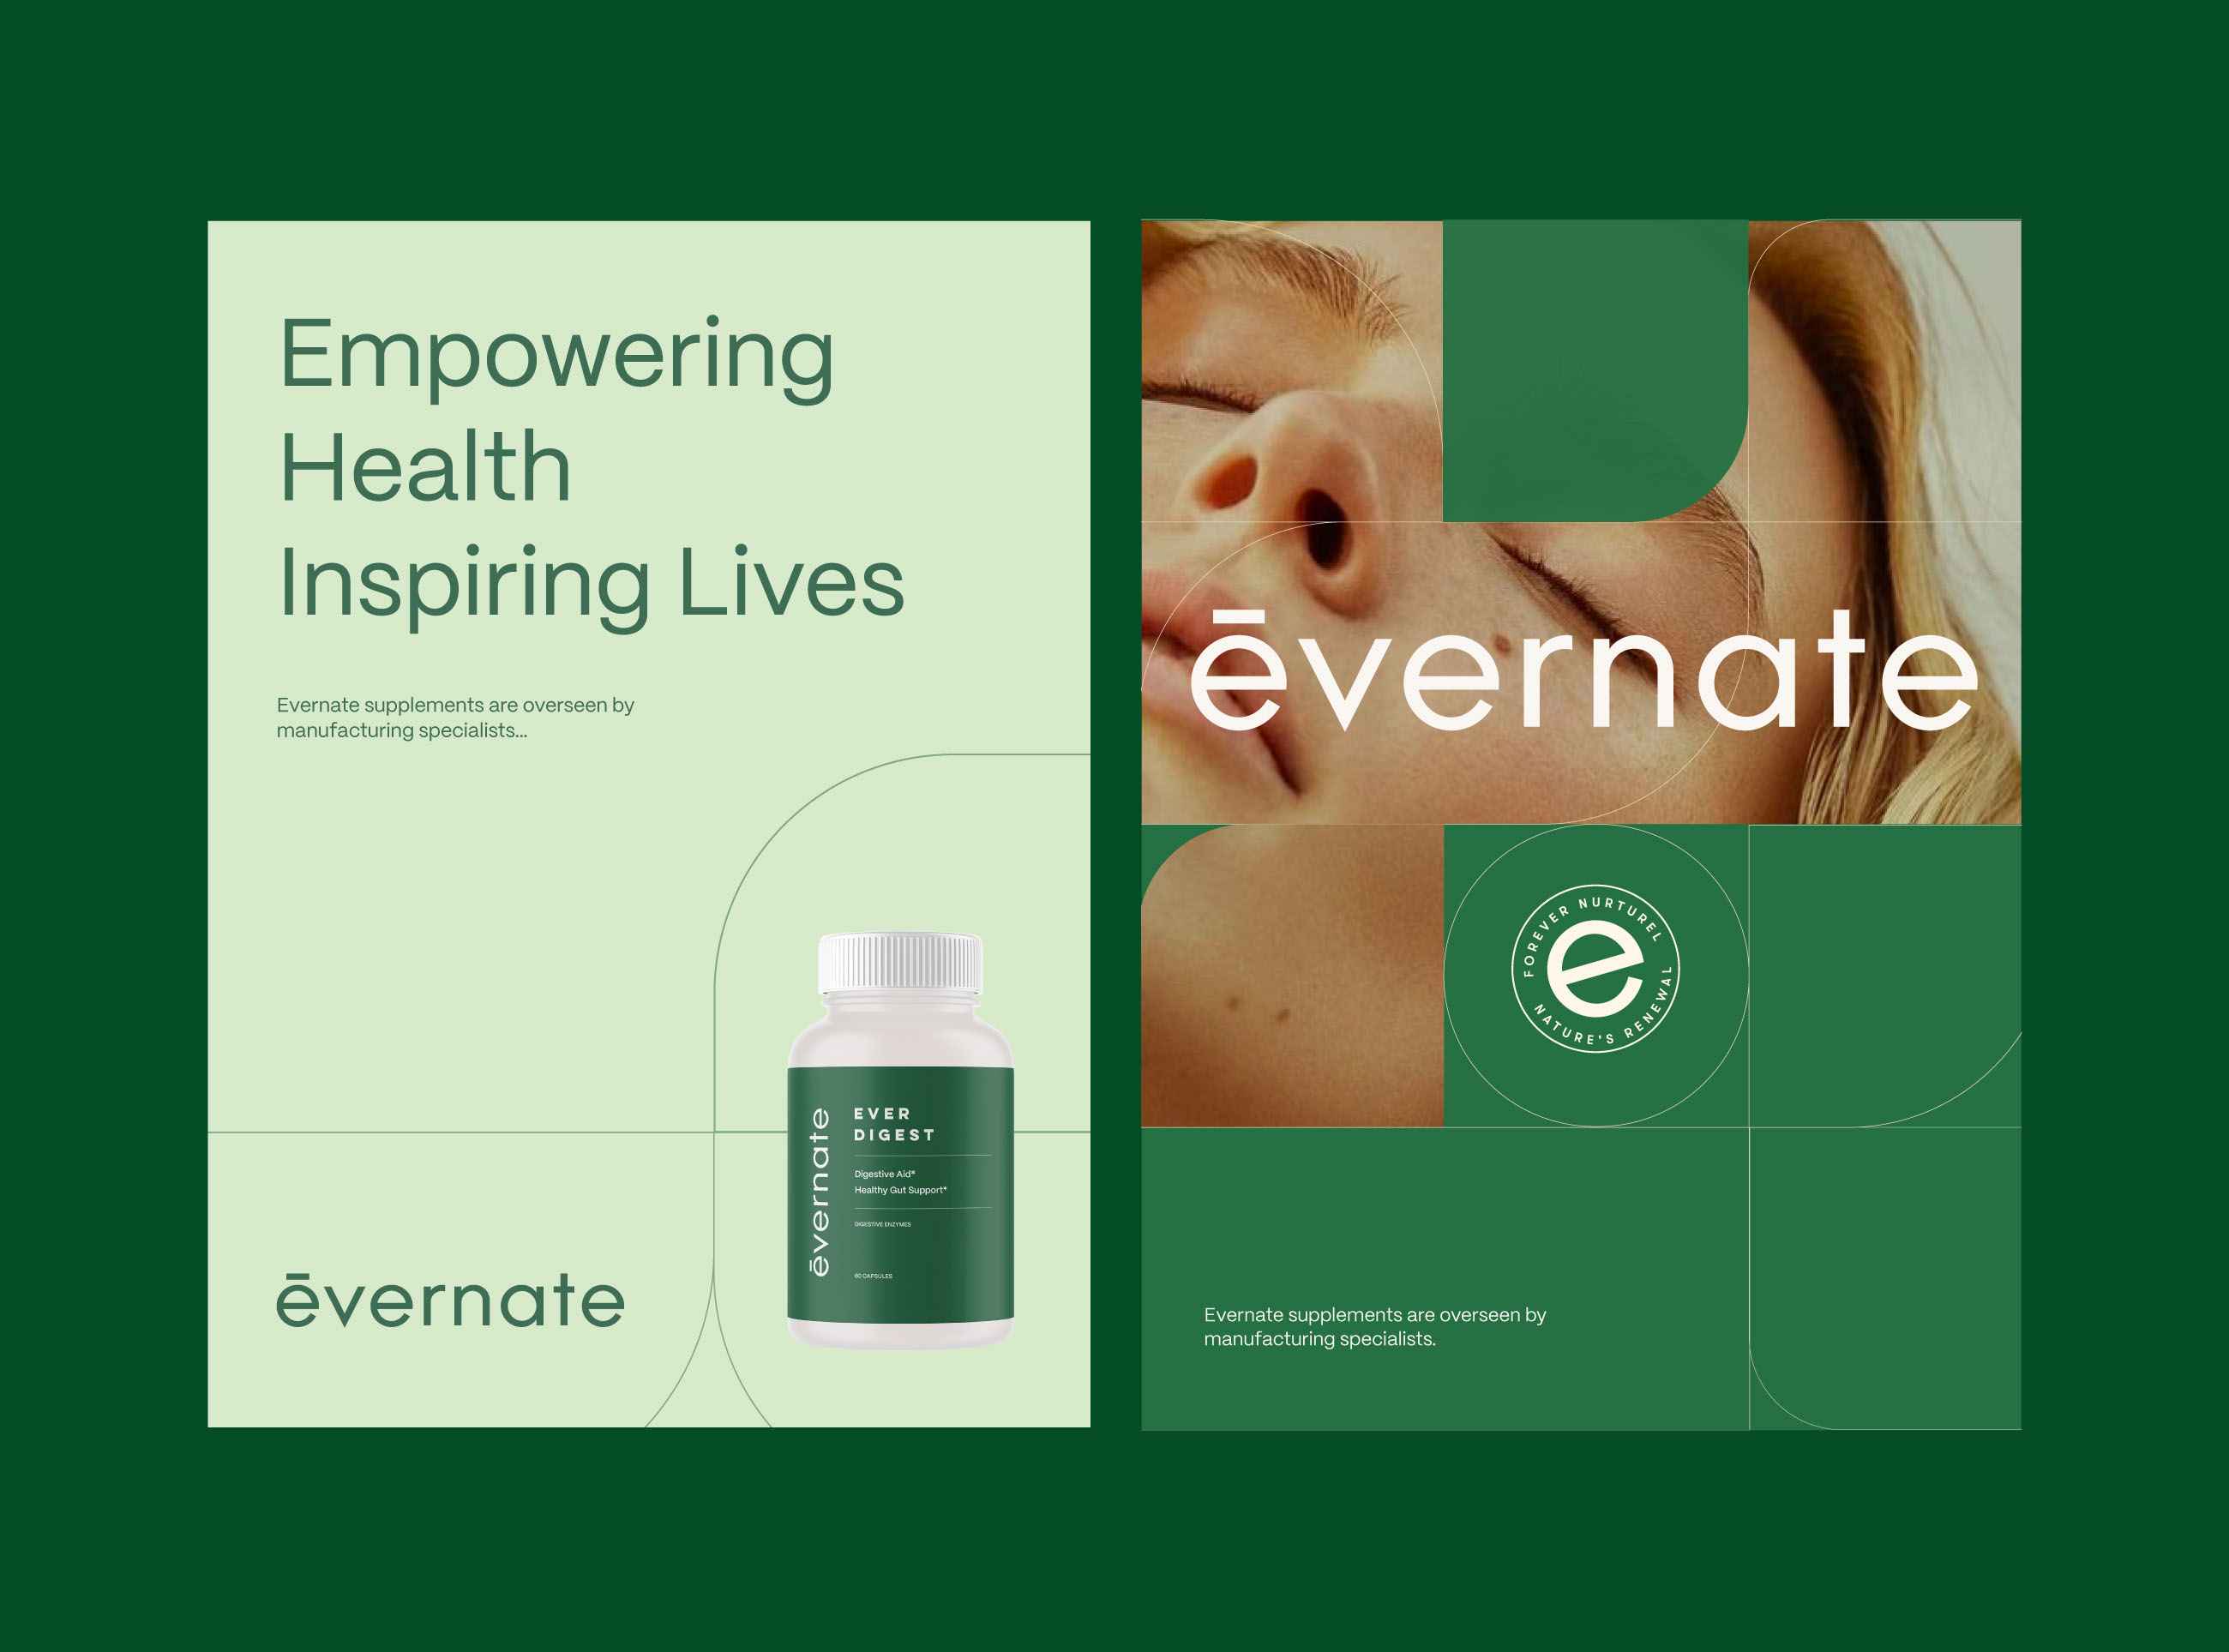 Empowering
Health
Inspiring Lives
Evernate supplements are overseen by
manufacturing specialists...
ēvernate
ēvernate
EVER
DIGEST
Digestive Aid*
Healthy Gut Support*
DIGESTIVE ENZYMES
60 CAPSULES
ēvernate
FOREVER NURTUREL
e
NATURE'S RENEWAL
Evernate supplements are overseen by
manufacturing specialists.